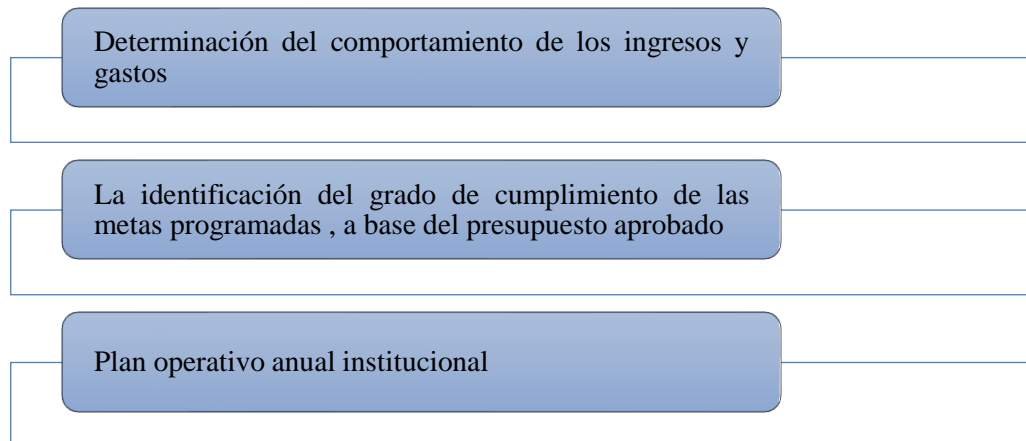 Determinación del comportamiento de los ingresos y
gastos
La identificación del grado de cumplimiento de las
metas programadas , a base del presupuesto aprobado
Plan operativo anual institucional